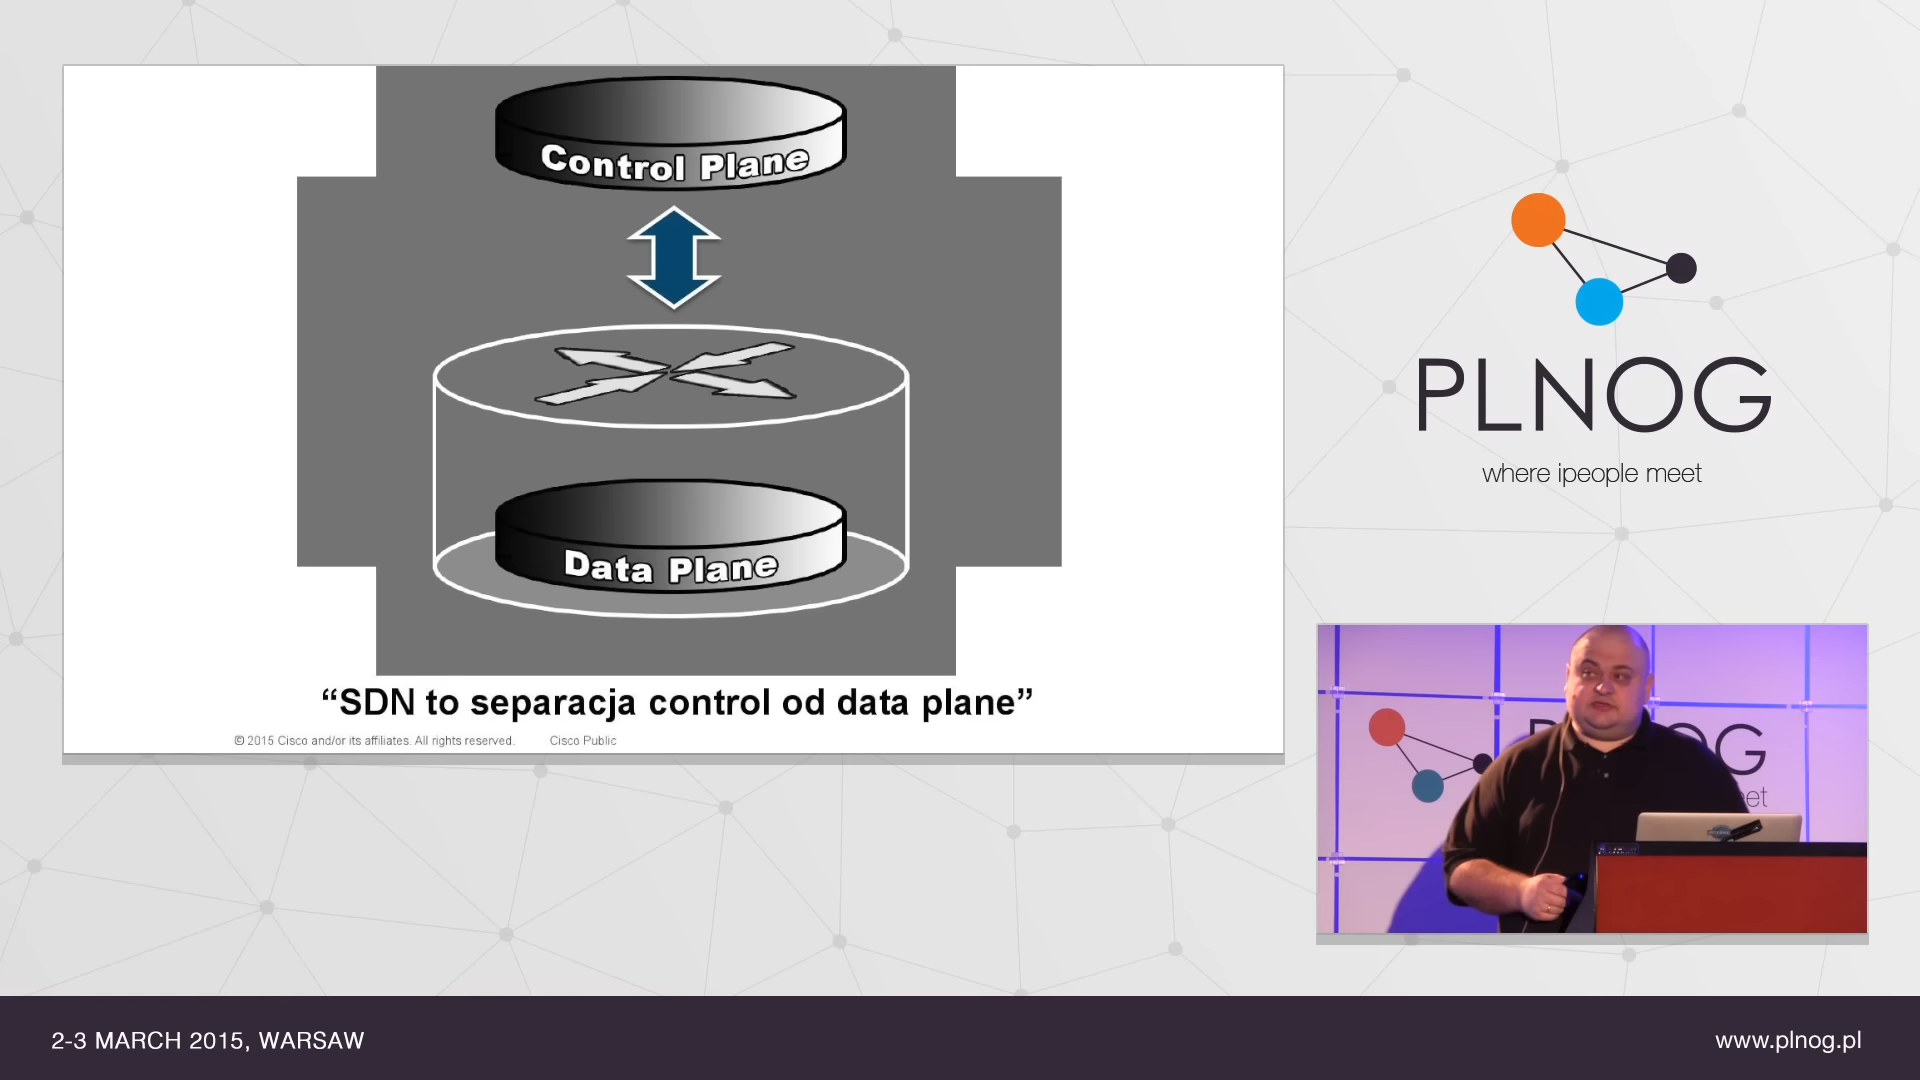 Control Plane
Data Plane
“SDN to separacja control od data plane”
© 2015 Cisco and/or its affiliates. All rights reserved. Cisco Public
PLNOG
where ipeople meet
2-3 MARCH 2015, WARSAW
www.plnog.pl